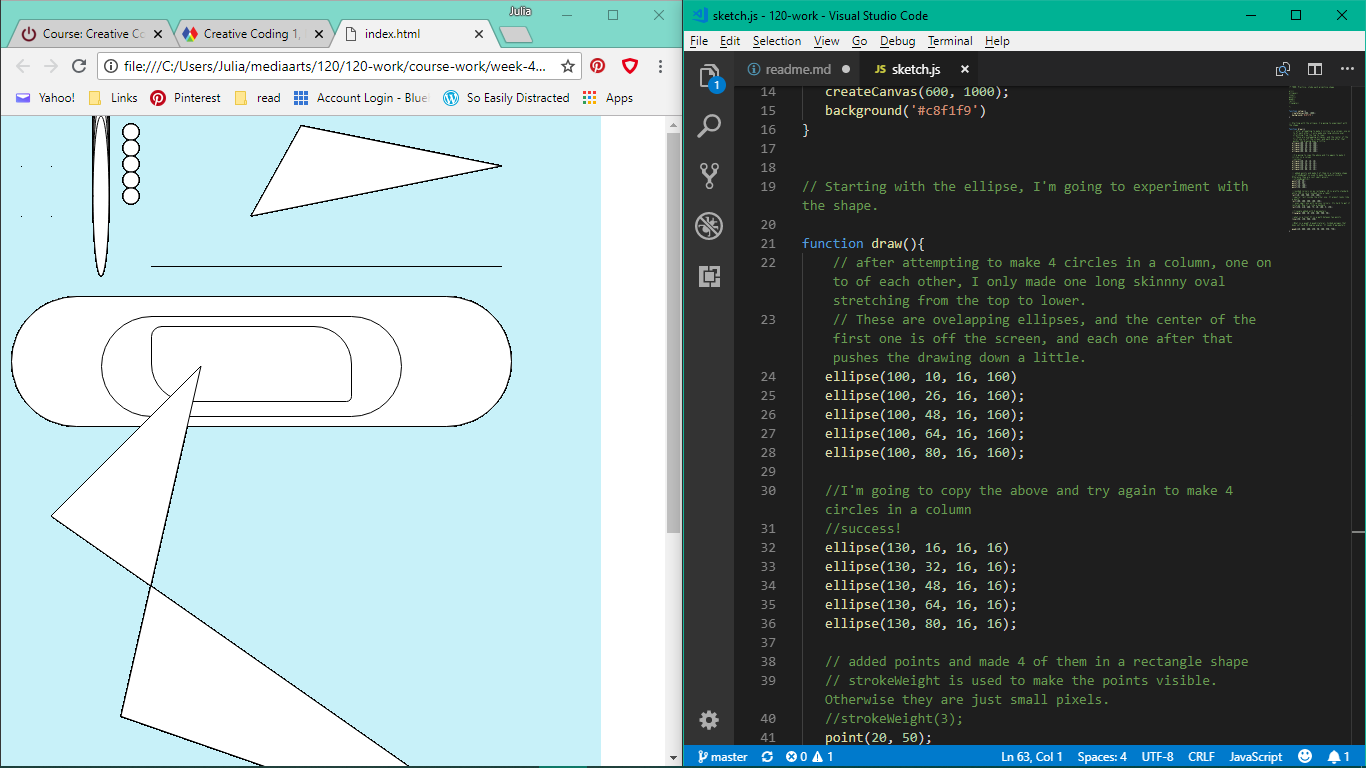 Julia
Course: Creative Co
Creative Coding 1,
index.html
file:///C:/Users/Julia/mediaarts/120/120-work/course-work/week-4...
Yahoo!
Links
Pinterest
read
Account Login - Blue
So Easily Distracted
Apps
sketch.js - 120-work - Visual Studio Code
File Edit Selection View Go Debug Terminal Help
1
readme.md
JS sketch.js
14 createCanvas(600, 1000);
15 background('#c8f1f9')
16 }
17
18
19 // Starting with the ellipse, I'm going to experiment with
the shape.
20
21 function draw(){
22 // after attempting to make 4 circles in a column, one on
to of each other, I only made one long skinnny oval
stretching from the top to lower.
23 // These are ovelapping ellipses, and the center of the
first one is off the screen, and each one after that
pushes the drawing down a little.
24 ellipse(100, 10, 16, 160)
25 ellipse(100, 26, 16, 160);
26 ellipse(100, 48, 16, 160);
27 ellipse(100, 64, 16, 160);
28 ellipse(100, 80, 16, 160);
29
30 //I'm going to copy the above and try again to make 4
circles in a column
31 //success!
32 ellipse(130, 16, 16, 16)
33 ellipse(130, 32, 16, 16);
34 ellipse(130, 48, 16, 16);
35 ellipse(130, 64, 16, 16);
36 ellipse(130, 80, 16, 16);
37
38 // added points and made 4 of them in a rectangle shape
39 // strokeWeight is used to make the points visible.
Otherwise they are just small pixels.
40 //strokeWeight(3);
41 point(20, 50);
master 0 1 Ln 63, Col 1 Spaces: 4 UTF-8 CRLF JavaScript 1